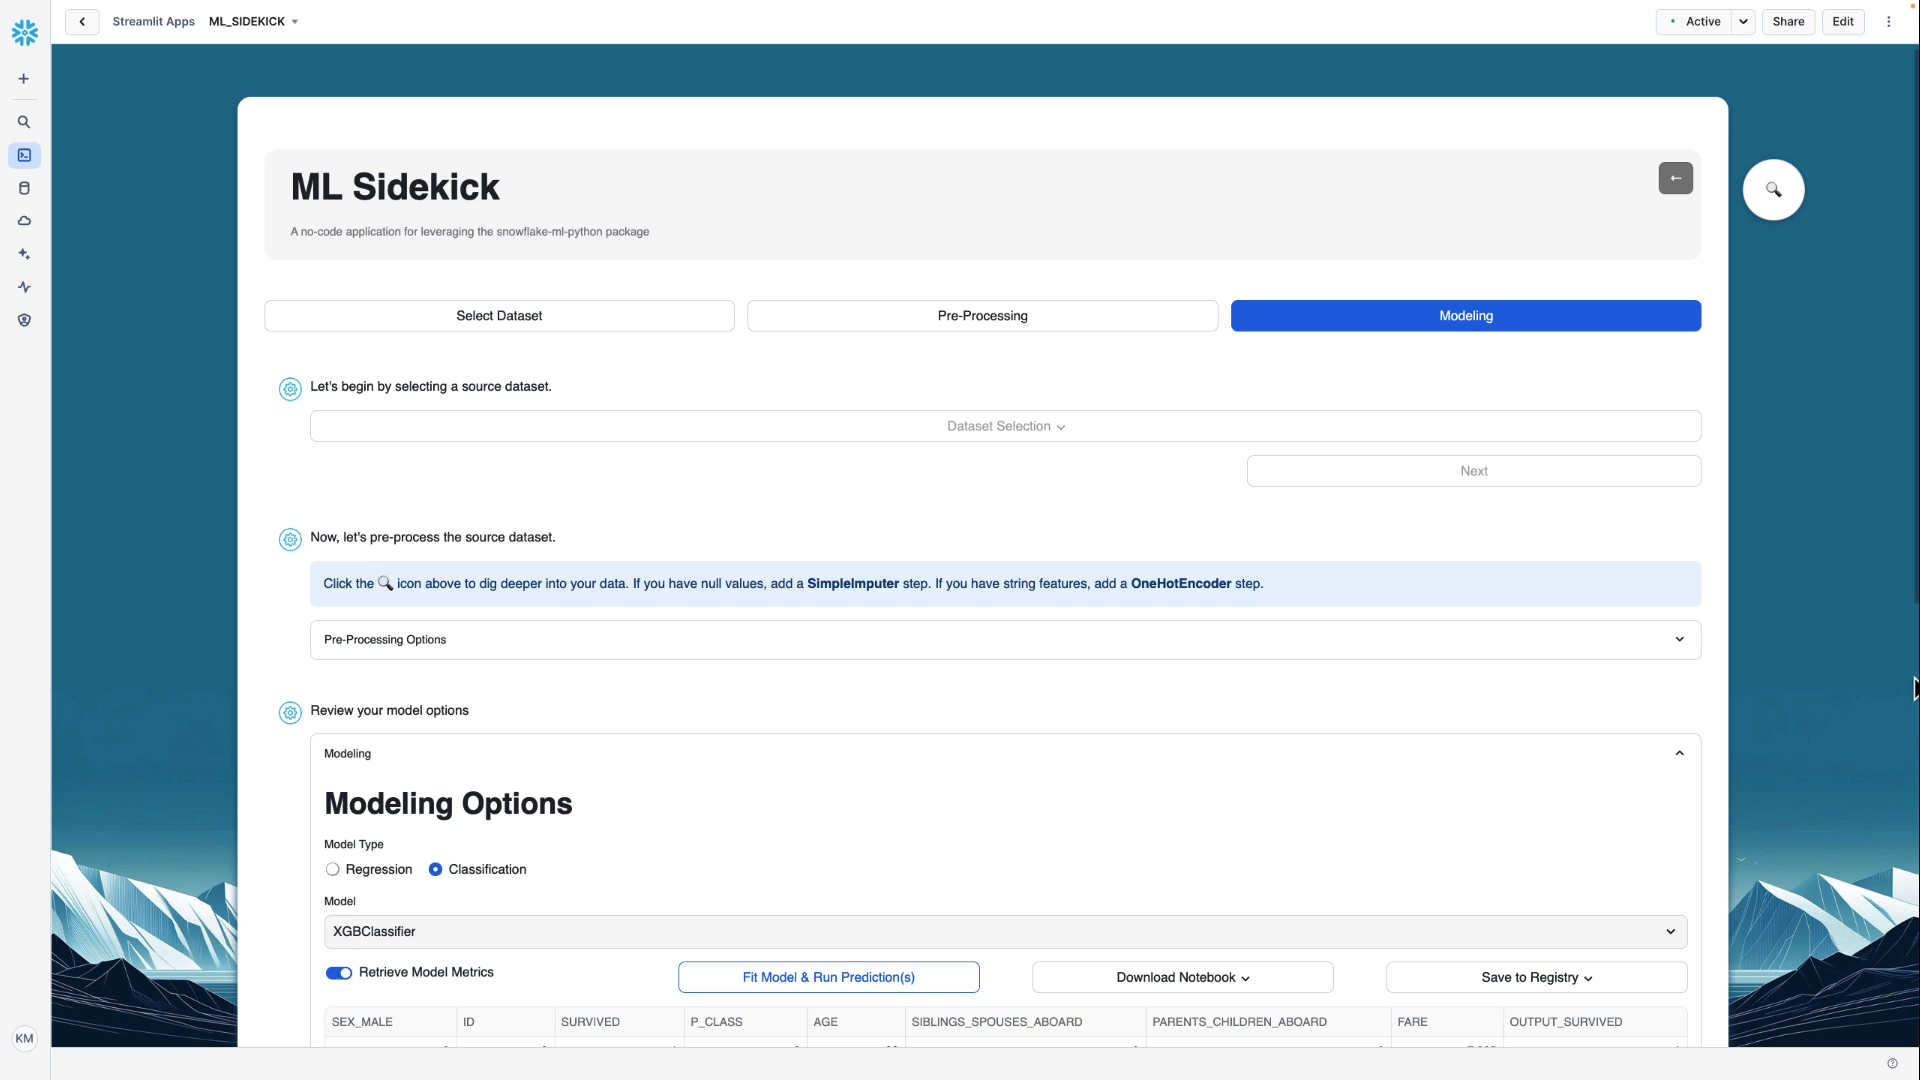 Streamlit Apps ML_SIDEKICK
Active Share Edit
ML Sidekick
A no-code application for leveraging the snowflake-ml-python package
Select Dataset Pre-Processing Modeling
Let's begin by selecting a source dataset.
Dataset Selection
Next
Now, let's pre-process the source dataset.
Click the 🔍 icon above to dig deeper into your data. If you have null values, add a SimpleImputer step. If you have string features, add a OneHotEncoder step.
Pre-Processing Options
Review your model options
Modeling
Modeling Options
Model Type
Regression Classification
Model
XGBClassifier
Retrieve Model Metrics Fit Model & Run Prediction(s) Download Notebook Save to Registry
SEX_MALE ID SURVIVED P_CLASS AGE SIBLINGS_SPOUSES_ABOARD PARENTS_CHILDREN_ABOARD FARE OUTPUT_SURVIVED
KM